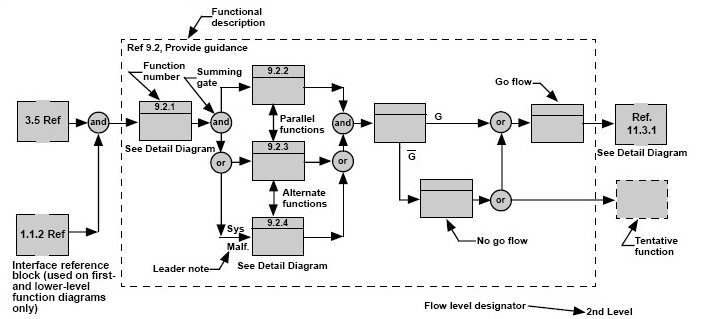 Functional
description
Ref 9.2, Provide guidance
Function
number
Summing
gate
9.2.2
Go flow
3.5 Ref
and
9.2.1
and
Parallel
functions
and
G
or
Ref.
11.3.1
See Detail Diagram
9.2.3
G
See Detail Diagram
or
or
Alternate
functions
or
1.1.2 Ref
Sys
Malf.
9.2.4
No go flow
Tentative
function
Leader note
See Detail Diagram
Interface reference
block (used on first-
and lower-level
function diagrams
only)
Flow level designator
2nd Level